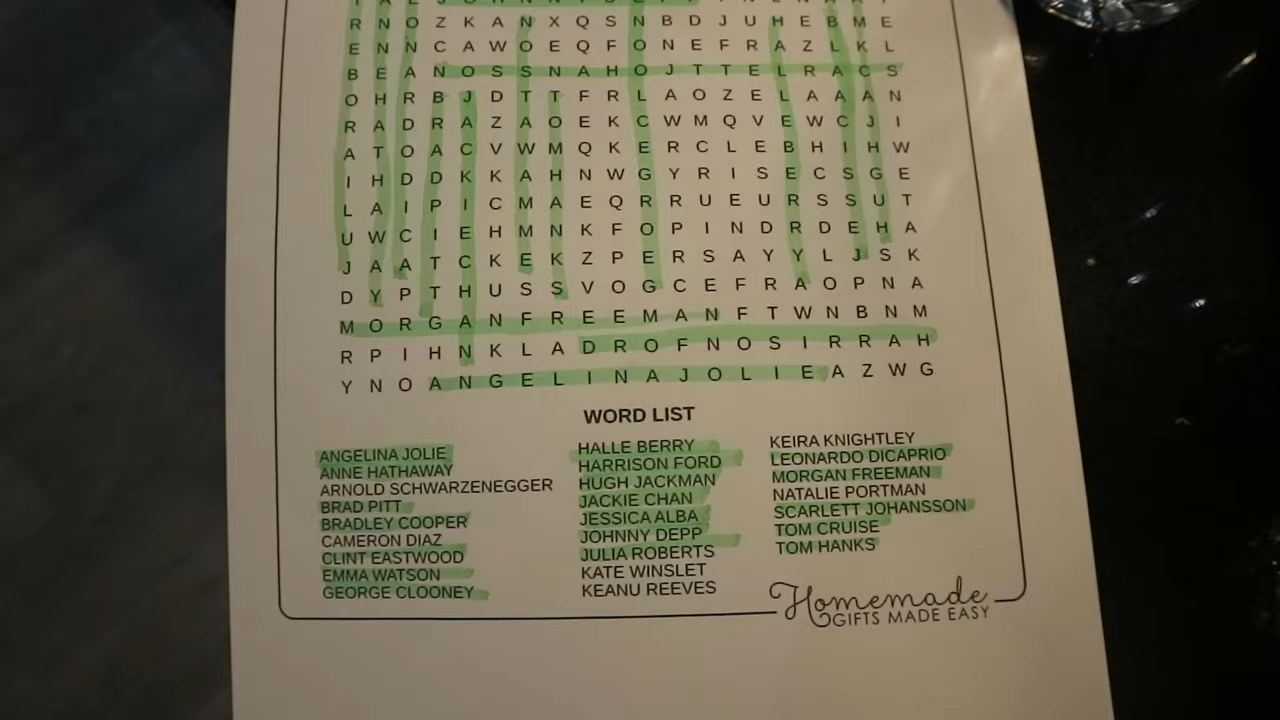 R N O Z K A N X Q S N B D J U H E B M E
E N N C A W O E Q F O N E F R A Z L K L
B E A N O S S N A H O J T T E L R A C S
O H R B J D T T F R L A O Z E L A A A N
R A D R A Z A O E K C W M Q V E W C J I
A T O A C V W M Q K E R C L E B H I H W
I H D D K K A H N W G Y R I S E C S G E
L A I P I C M A E Q R R U E U R S S U T
U W C I E H M N K F O P I N D R D E H A
J A A T C K E K Z P E R S A Y Y L J S K
D Y P T H U S S V O G C E F R A O P N A
M O R G A N F R E E M A N F T W N B N M
R P I H N K L A D R O F N O S I R R A H
Y N O A N G E L I N A J O L I E A Z W G
WORD LIST
ANGELINA JOLIE
ANNE HATHAWAY
ARNOLD SCHWARZENEGGER
BRAD PITT
BRADLEY COOPER
CAMERON DIAZ
CLINT EASTWOOD
EMMA WATSON
GEORGE CLOONEY
HALLE BERRY
HARRISON FORD
HUGH JACKMAN
JACKIE CHAN
JESSICA ALBA
JOHNNY DEPP
JULIA ROBERTS
KATE WINSLET
KEANU REEVES
KEIRA KNIGHTLEY
LEONARDO DICAPRIO
MORGAN FREEMAN
NATALIE PORTMAN
SCARLETT JOHANSSON
TOM CRUISE
TOM HANKS
Homemade
GIFTS MADE EASY